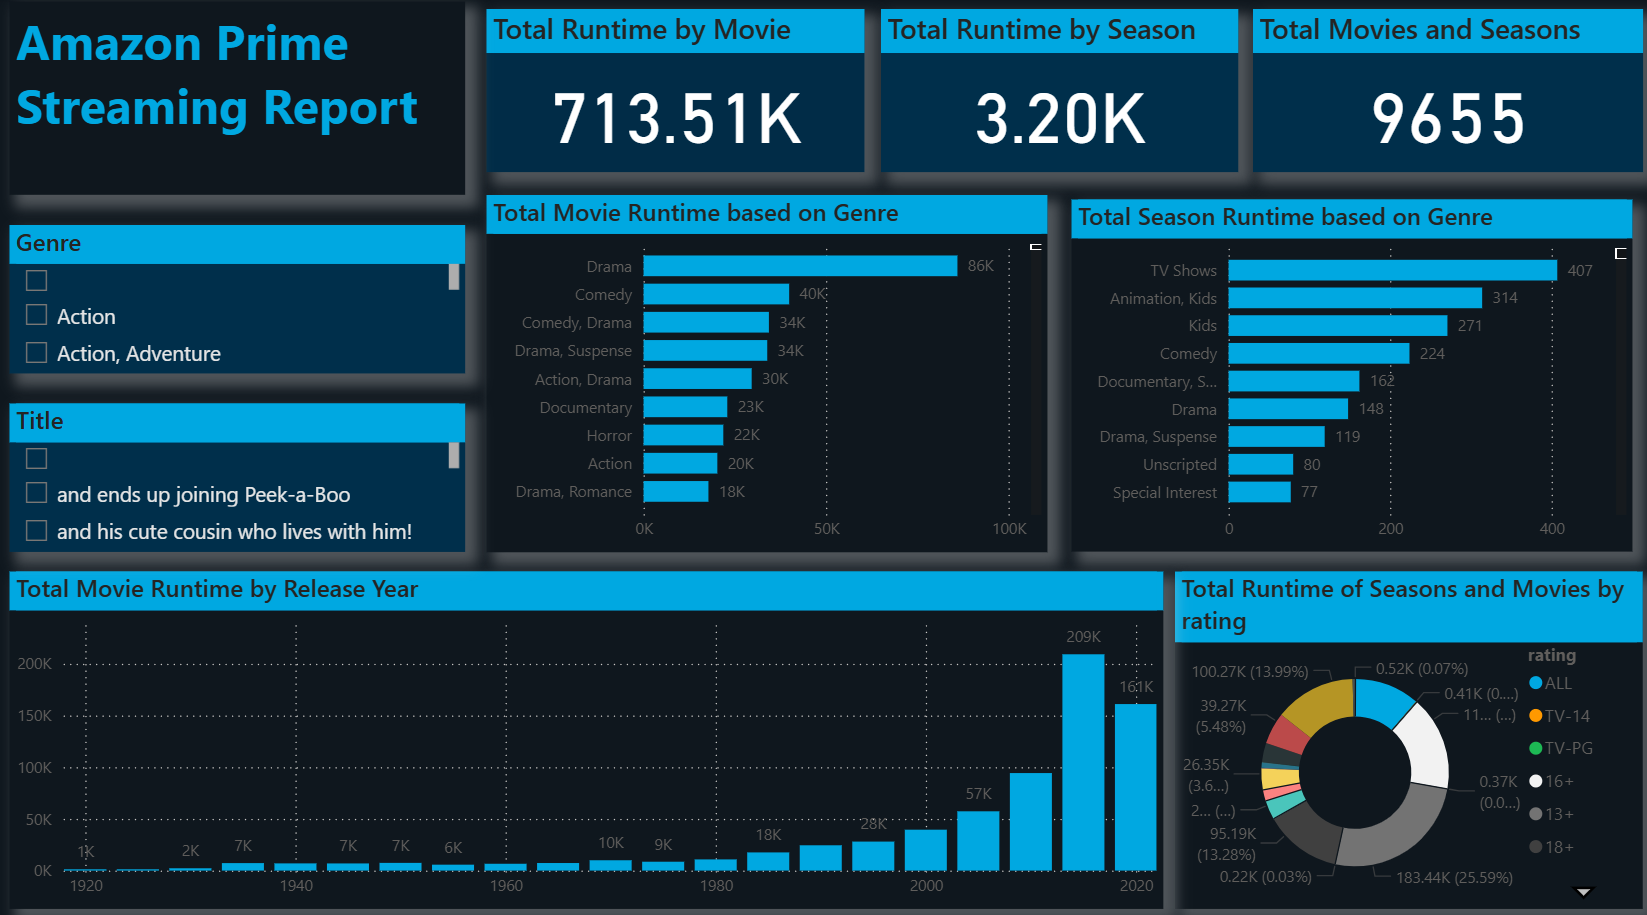 Amazon Prime
Streaming Report
Total Runtime by Movie
713.51K
Total Runtime by Season
3.20K
Total Movies and Seasons
9655
Genre
Action
Action, Adventure
Title
and ends up joining Peek-a-Boo
and his cute cousin who lives with him!
Total Movie Runtime based on Genre
Drama 86K
Comedy 40K
Comedy, Drama 34K
Drama, Suspense 34K
Action, Drama 30K
Documentary 23K
Horror 22K
Action 20K
Drama, Romance 18K
0K 50K 100K
Total Season Runtime based on Genre
TV Shows 407
Animation, Kids 314
Kids 271
Comedy 224
Documentary, S... 162
Drama 148
Drama, Suspense 119
Unscripted 80
Special Interest 77
0 200 400
Total Movie Runtime by Release Year
200K
150K
100K
50K
0K
1K 2K 7K 7K 7K 6K 10K 9K 18K 28K 57K 209K 161K
1920 1940 1960 1980 2000 2020
Total Runtime of Seasons and Movies by
rating
100.27K (13.99%)
39.27K
(5.48%)
26.35K
(3.6...)
2... (...)
95.19K
(13.28%)
0.22K (0.03%)
183.44K (25.59%)
0.37K
(0.0...)
11... (...)
0.41K (0....)
0.52K (0.07%)
rating
ALL
TV-14
TV-PG
16+
13+
18+